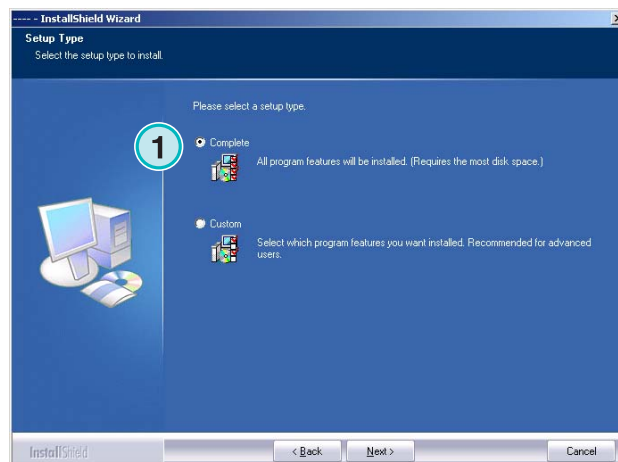 ---- - InstallShield Wizard
Setup Type
Select the setup type to install.
Please select a setup type.
1
Complete
All program features will be installed. (Requires the most disk space.)
Custom
Select which program features you want installed. Recommended for advanced
users.
InstallShield
< Back
Next >
Cancel